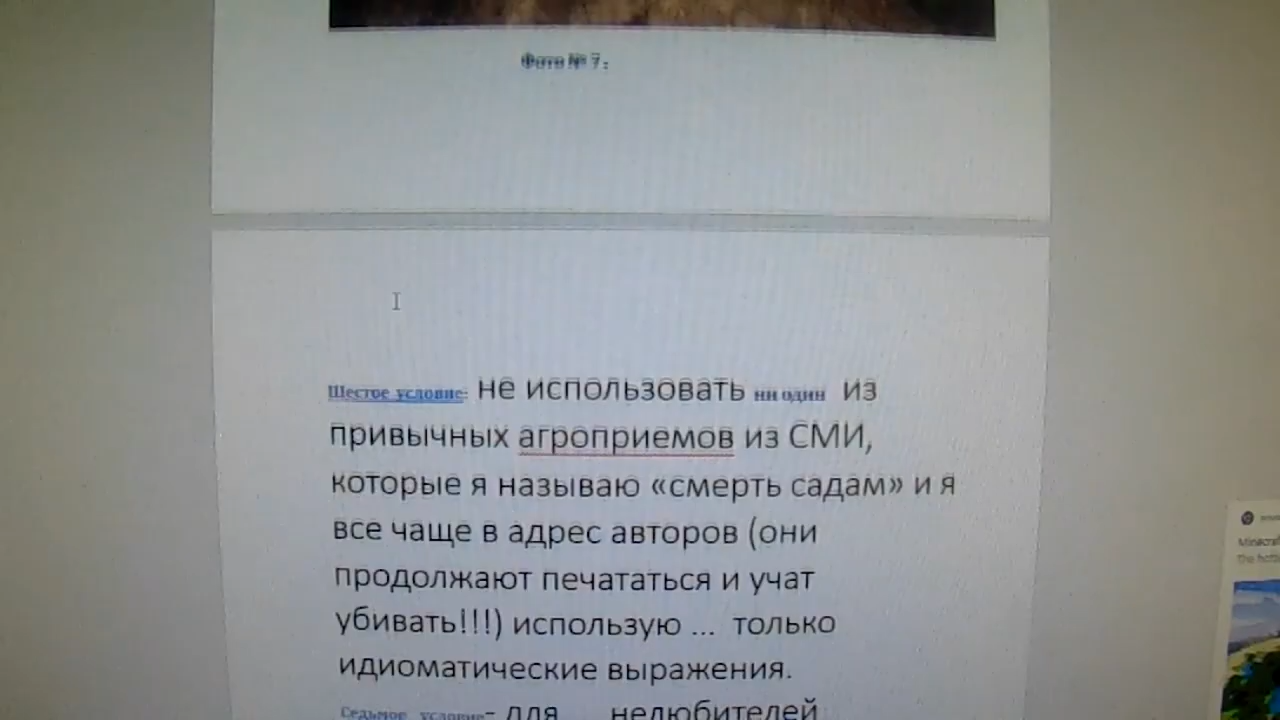 Фото № 7.
Шестое условие: не использовать ни один из
привычных агроприемов из СМИ,
которые я называю «смерть садам» и я
все чаще в адрес авторов (они
продолжают печататься и учат
убивать!!!) использую ... только
идиоматические выражения.
Седьмое условие- для нелюбителей
Minecraft